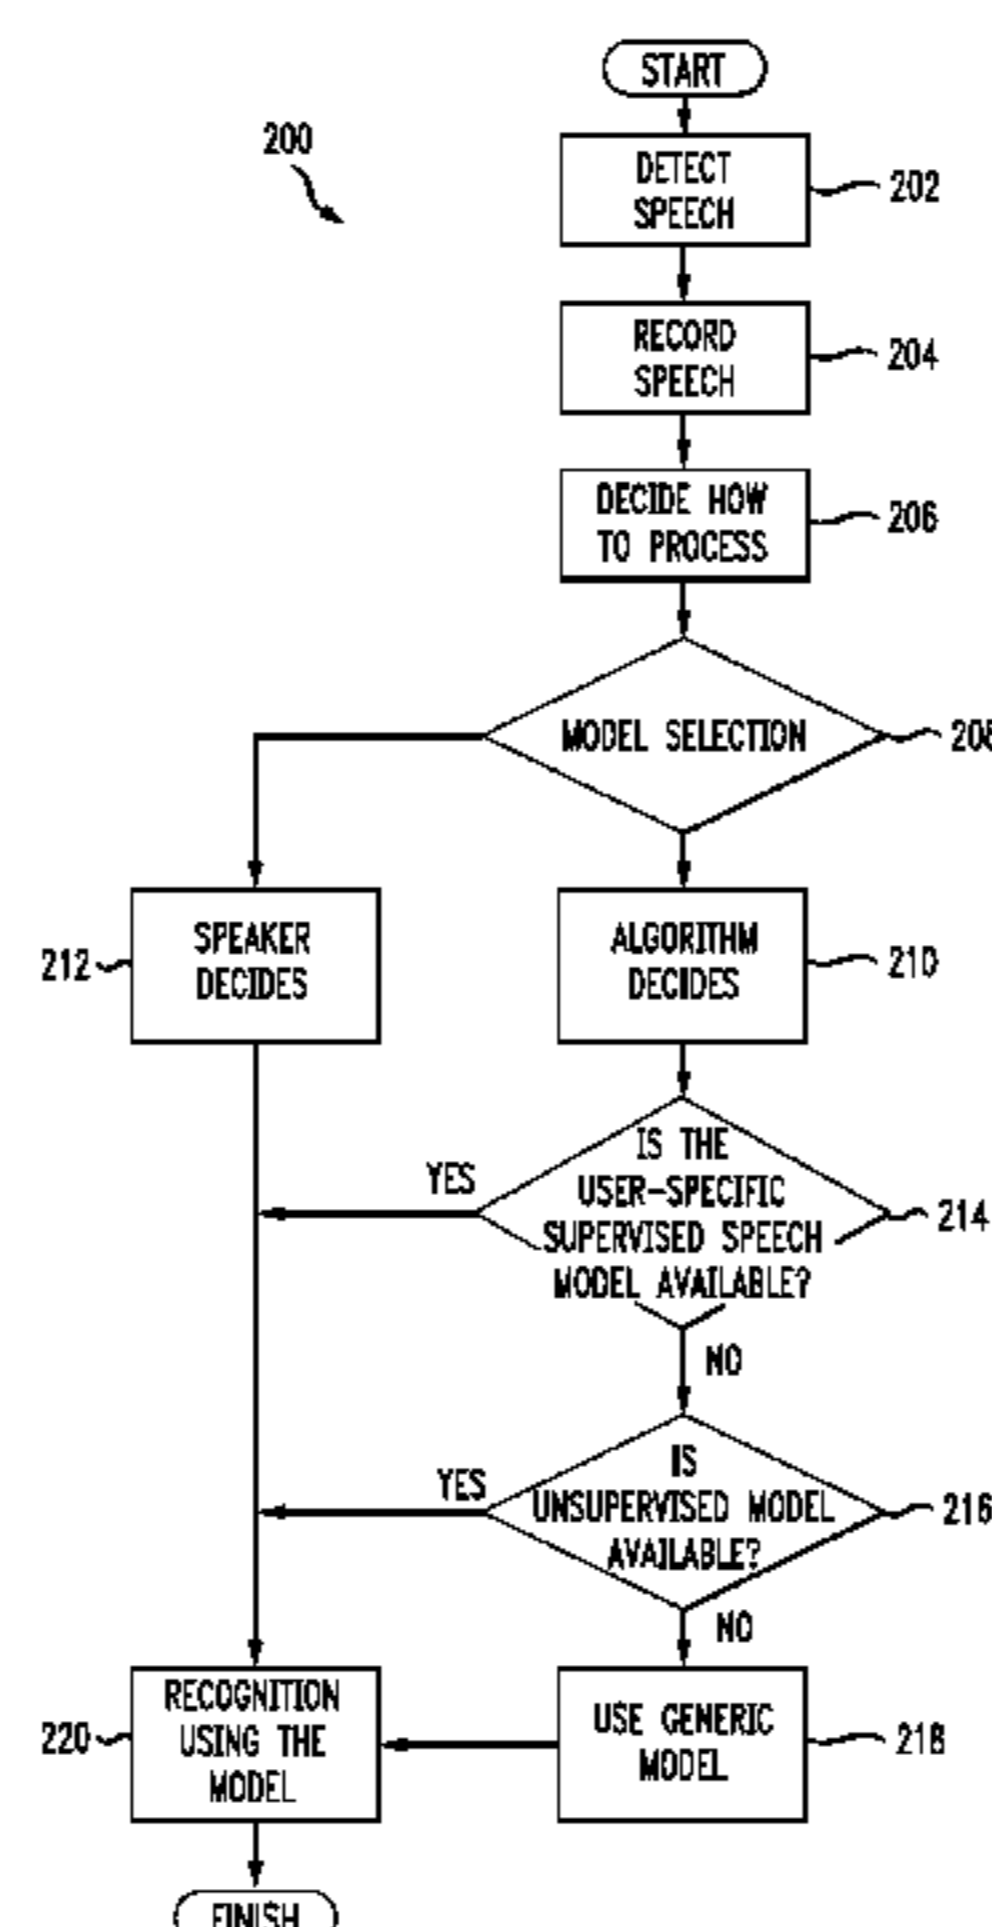 START
200
DETECT
SPEECH
202
RECORD
SPEECH
204
DECIDE HOW
TO PROCESS
206
MODEL SELECTION
208
SPEAKER
DECIDES
212
ALGORITHM
DECIDES
210
IS THE
USER-SPECIFIC
SUPERVISED SPEECH
MODEL AVAILABLE?
214
YES
NO
IS
UNSUPERVISED MODEL
AVAILABLE?
216
YES
NO
RECOGNITION
USING THE
MODEL
220
USE GENERIC
MODEL
218
FINISH